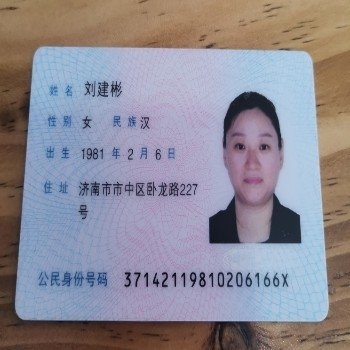 姓名 刘建彬
性别 女 民族 汉
出生 1981 年 2 月 6 日
住址 济南市市中区卧龙路227
号
公民身份号码 37142119810206166X